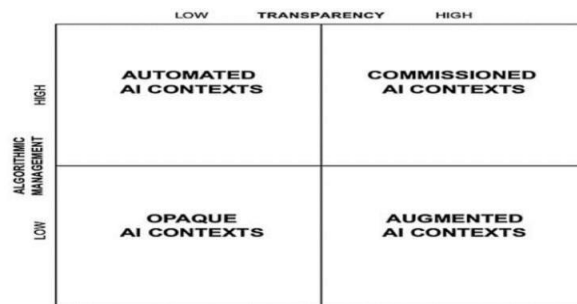 LOW TRANSPARENCY HIGH
ALGORITHMIC
MANAGEMENT
HIGH
AUTOMATED
AI CONTEXTS
COMMISSIONED
AI CONTEXTS
LOW
OPAQUE
AI CONTEXTS
AUGMENTED
AI CONTEXTS